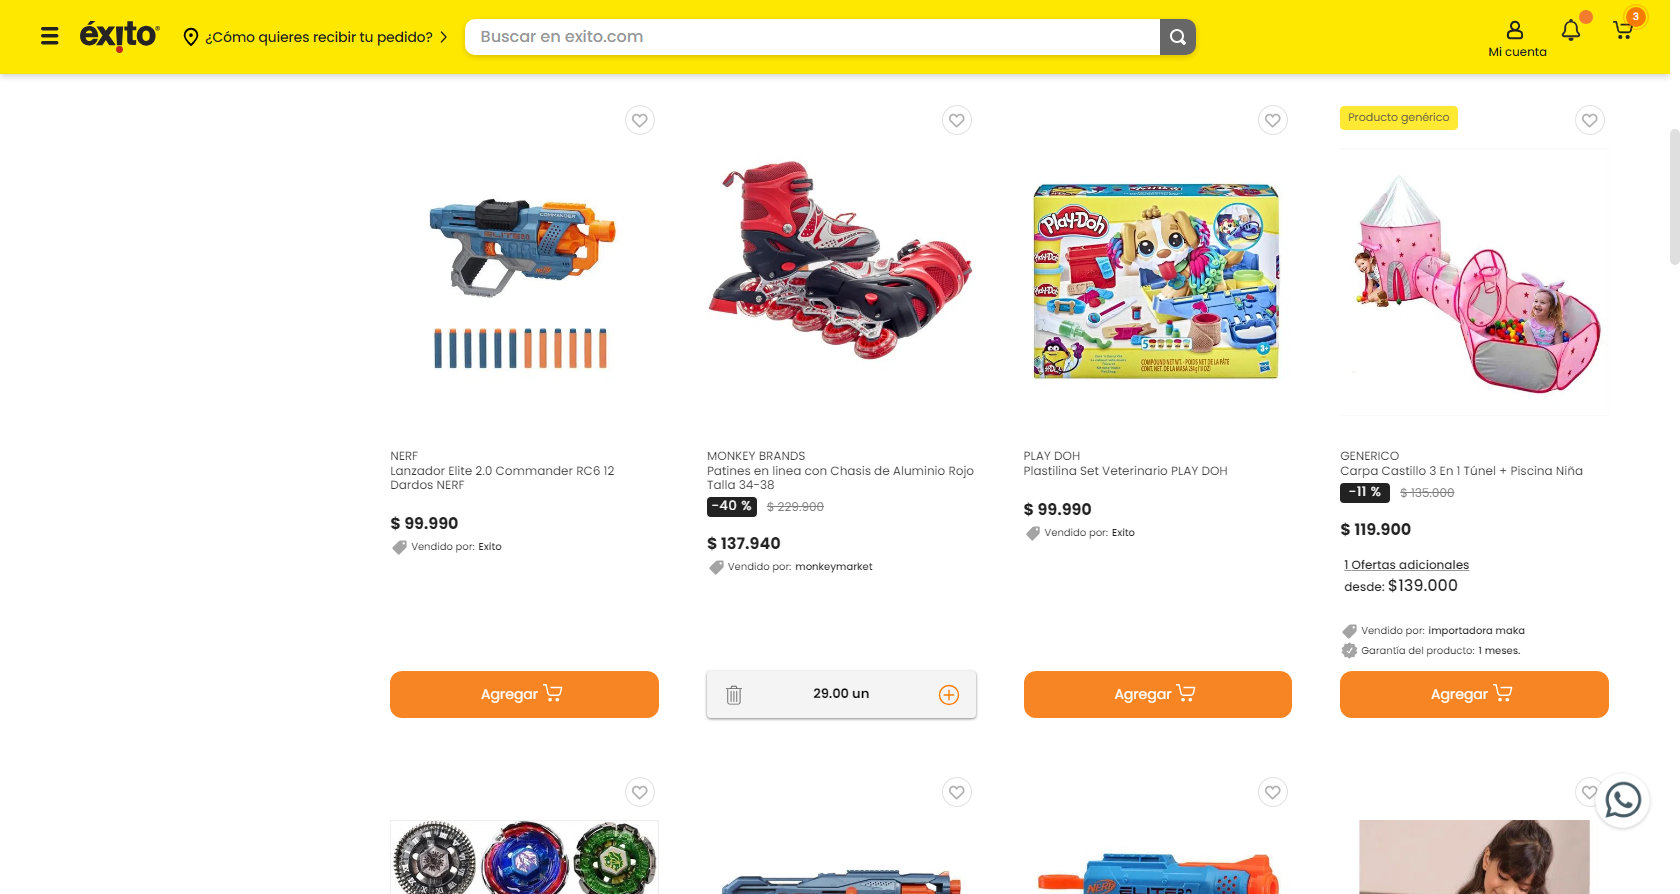 éxito
¿Cómo quieres recibir tu pedido?
Buscar en exito.com
Mi cuenta
3
Producto genérico
COMMANDER
Play-Doh
3+
NERF
Lanzador Elite 2.0 Commander RC6 12
Dardos NERF
$ 99.990
Vendido por: Exito
Agregar
MONKEY BRANDS
Patines en linea con Chasis de Aluminio Rojo
Talla 34-38
-40 % $ 229.900
$ 137.940
Vendido por: monkeymarket
29.00 un
PLAY DOH
Plastilina Set Veterinario PLAY DOH
$ 99.990
Vendido por: Exito
Agregar
GENERICO
Carpa Castillo 3 En 1 Túnel + Piscina Niña
-11 % $ 135.000
$ 119.900
1 Ofertas adicionales
desde: $139.000
Vendido por: importadora maka
Garantía del producto: 1 meses.
Agregar
NERF